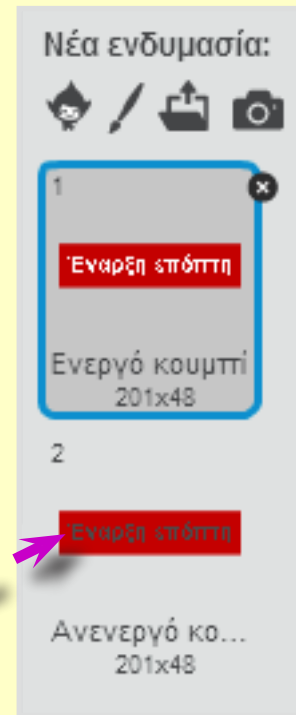 Νέα ενδυμασία:
1
Έναρξη επόπτη
Ενεργό κουμπί
201x48
2
Έναρξη επόπτη
Ανενεργό κο...
201x48